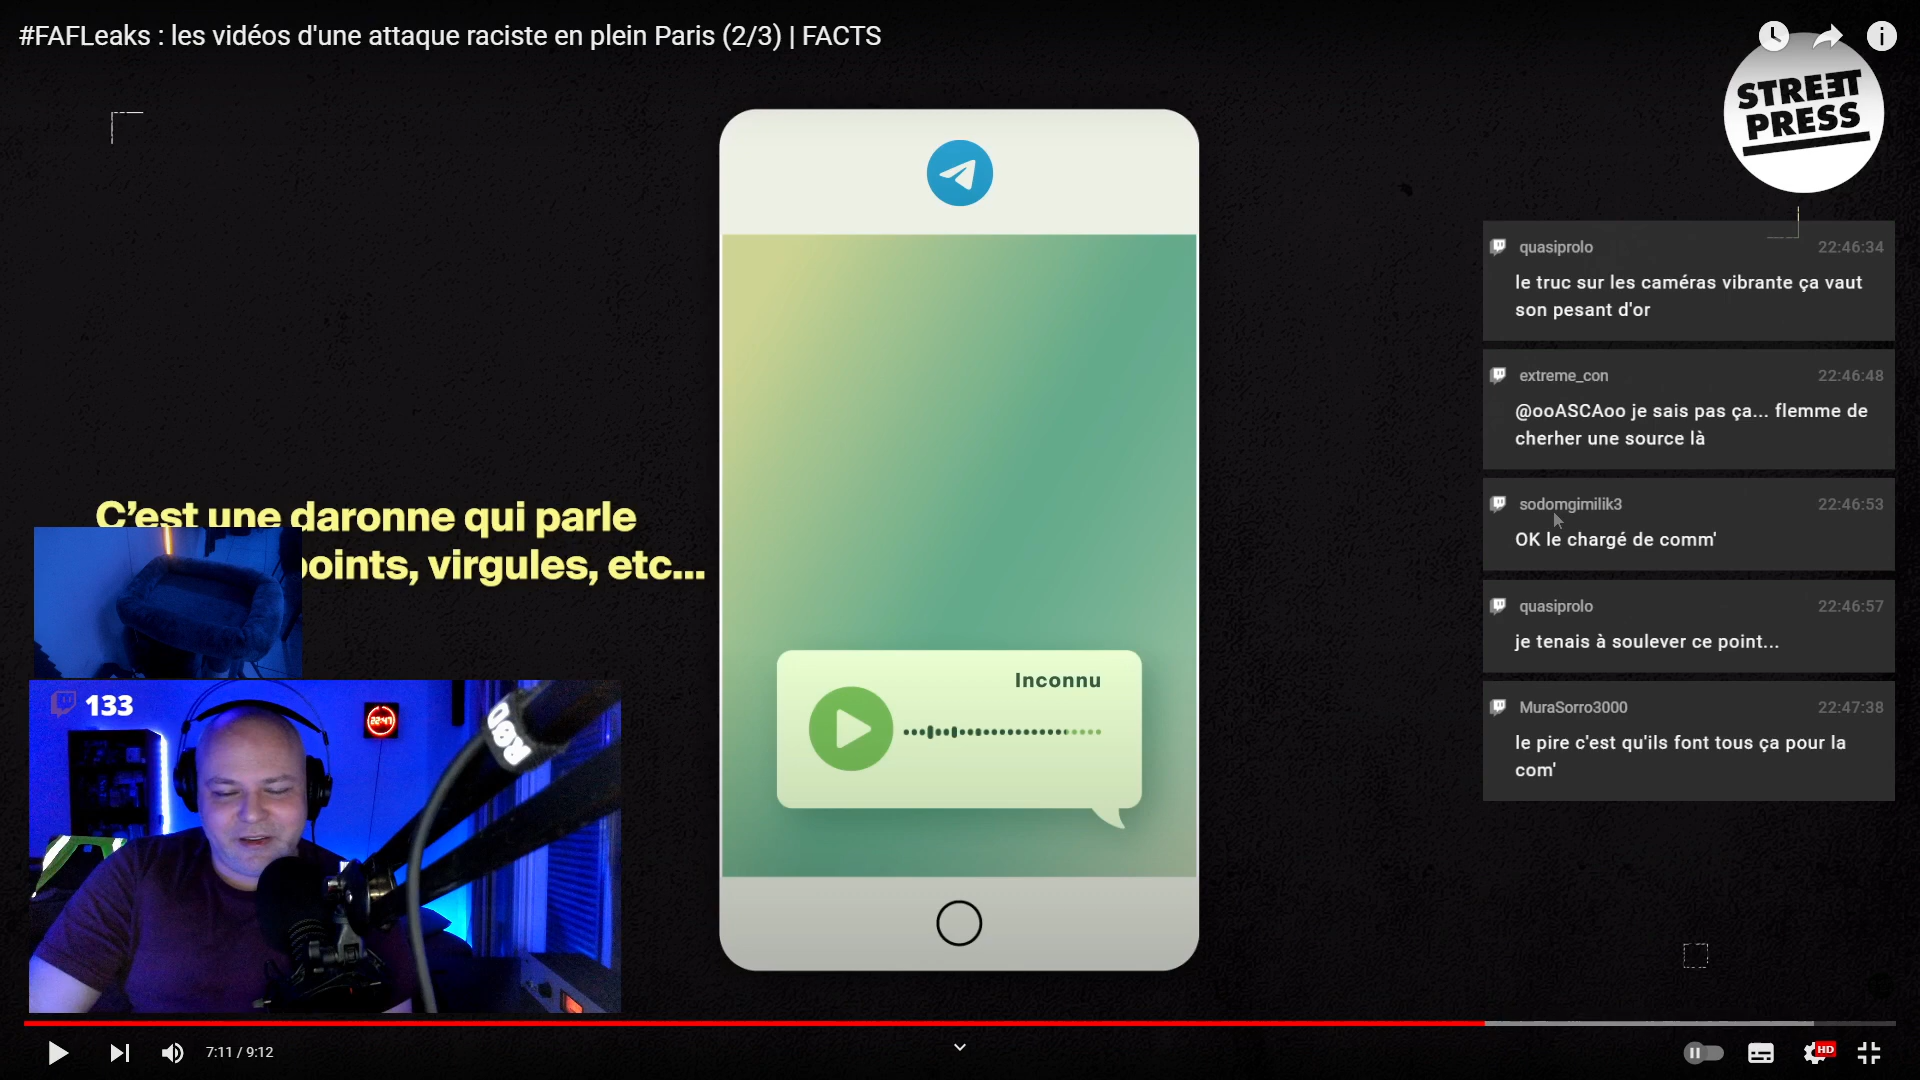 #FAFLeaks : les vidéos d'une attaque raciste en plein Paris (2/3) | FACTS
STREET
PRESS
quasiprolo 22:46:34
le truc sur les caméras vibrante ça vaut
son pesant d'or
extreme_con 22:46:48
@ooASCAoo je sais pas ça... flemme de
cherher une source là
sodomgimilik3 22:46:53
OK le chargé de comm'
quasiprolo 22:46:57
je tenais à soulever ce point...
MuraSorro3000 22:47:38
le pire c'est qu'ils font tous ça pour la
com'
C'est une daronne qui parle
points, virgules, etc...
Inconnu
133
22:47
7:11 / 9:12
HD